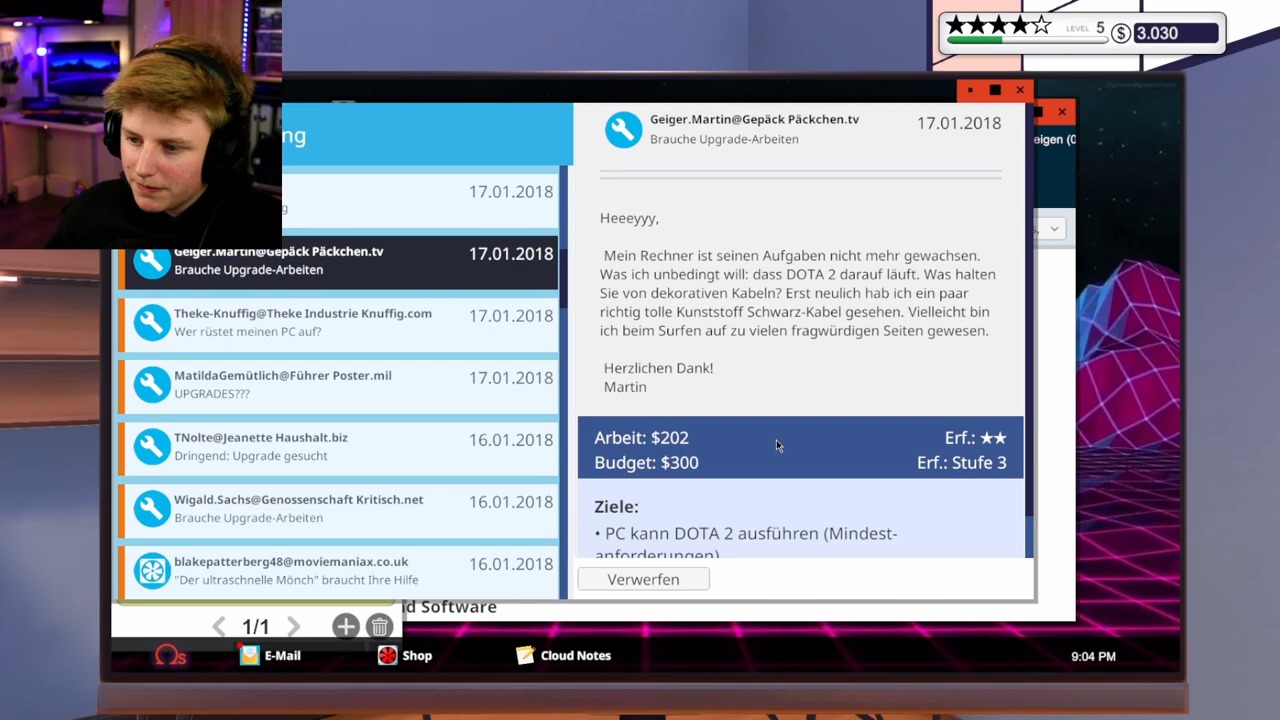 LEVEL 5 $ 3.030
ng
17.01.2018
g
Geiger.Martin@Gepäck Päckchen.tv
17.01.2018
Brauche Upgrade-Arbeiten
Theke-Knuffig@Theke Industrie Knuffig.com
17.01.2018
Wer rüstet meinen PC auf?
MatildaGemütlich@Führer Poster.mil
17.01.2018
UPGRADES???
TNolte@Jeanette Haushalt.biz
16.01.2018
Dringend: Upgrade gesucht
Wigald.Sachs@Genossenschaft Kritisch.net
16.01.2018
Brauche Upgrade-Arbeiten
blakepatterberg48@moviemaniax.co.uk
16.01.2018
"Der ultraschnelle Mönch" braucht Ihre Hilfe
Geiger.Martin@Gepäck Päckchen.tv
17.01.2018
Brauche Upgrade-Arbeiten
Heeeyyy,
Mein Rechner ist seinen Aufgaben nicht mehr gewachsen.
Was ich unbedingt will: dass DOTA 2 darauf läuft. Was halten
Sie von dekorativen Kabeln? Erst neulich hab ich ein paar
richtig tolle Kunststoff Schwarz-Kabel gesehen. Vielleicht bin
ich beim Surfen auf zu vielen fragwürdigen Seiten gewesen.
Herzlichen Dank!
Martin
Arbeit: $202
Erf.: ★★
Budget: $300
Erf.: Stufe 3
Ziele:
• PC kann DOTA 2 ausführen (Mindest-
anforderungen)
Verwerfen
eigen (0
d Software
1/1
Os
E-Mail
Shop
Cloud Notes
9:04 PM